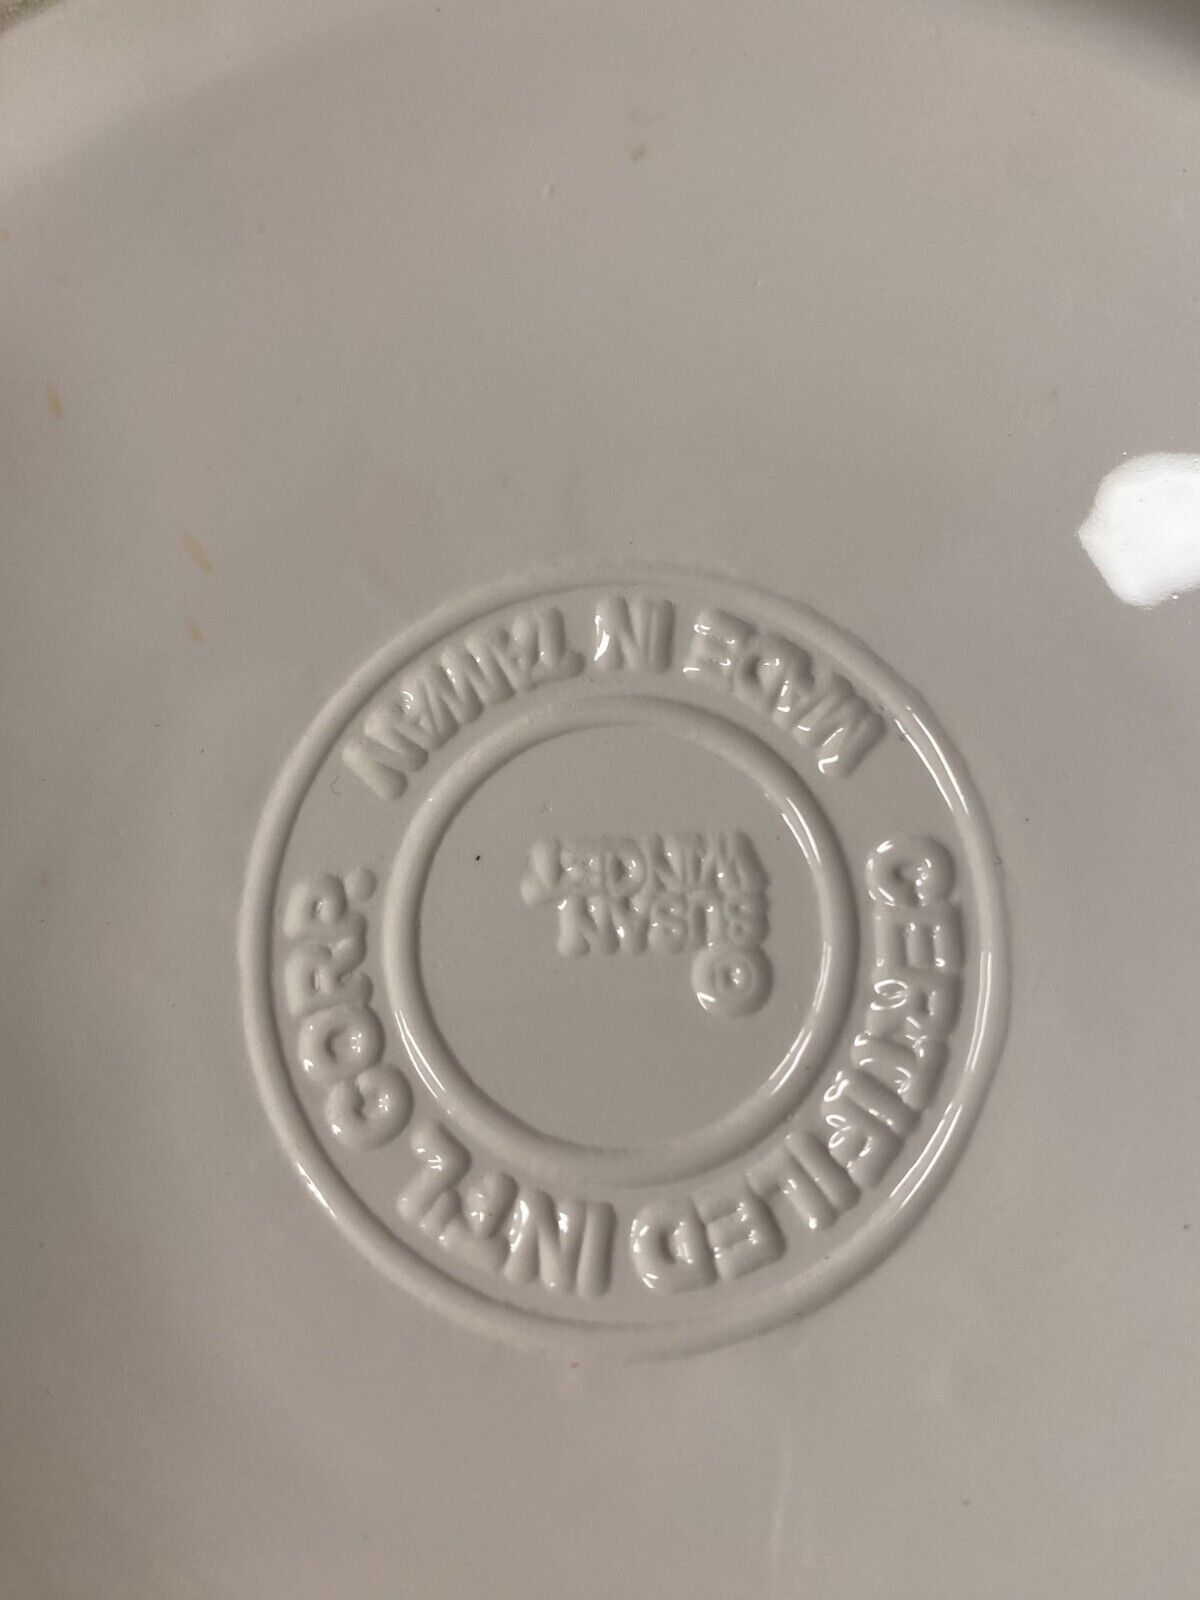 CERTIFIED INT'L CORP.
©
SUSAN
WINGET
MADE IN TAIWAN